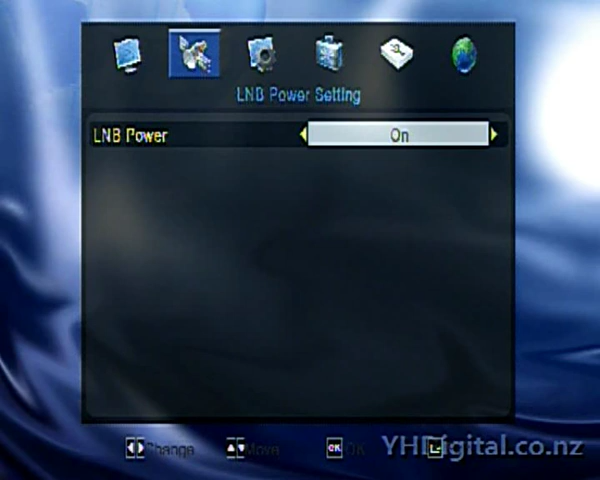 LNB Power Setting
LNB Power On
Change Move OK OK YHDigital.co.nz